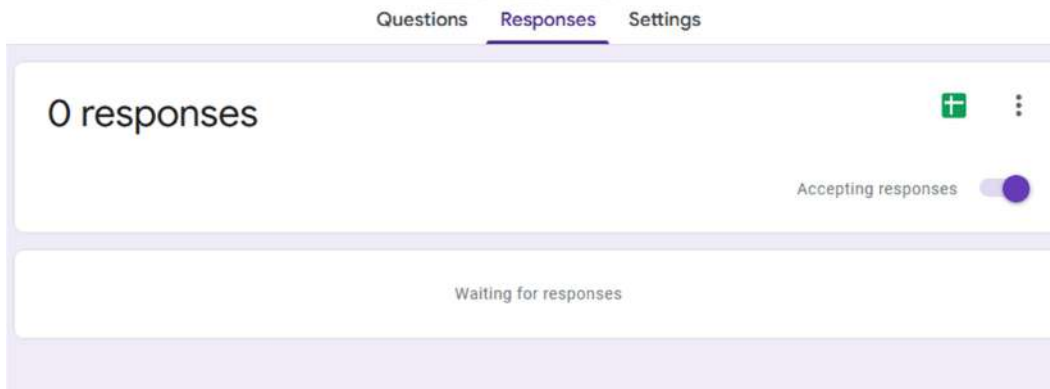 Questions Responses Settings
0 responses
Accepting responses
Waiting for responses